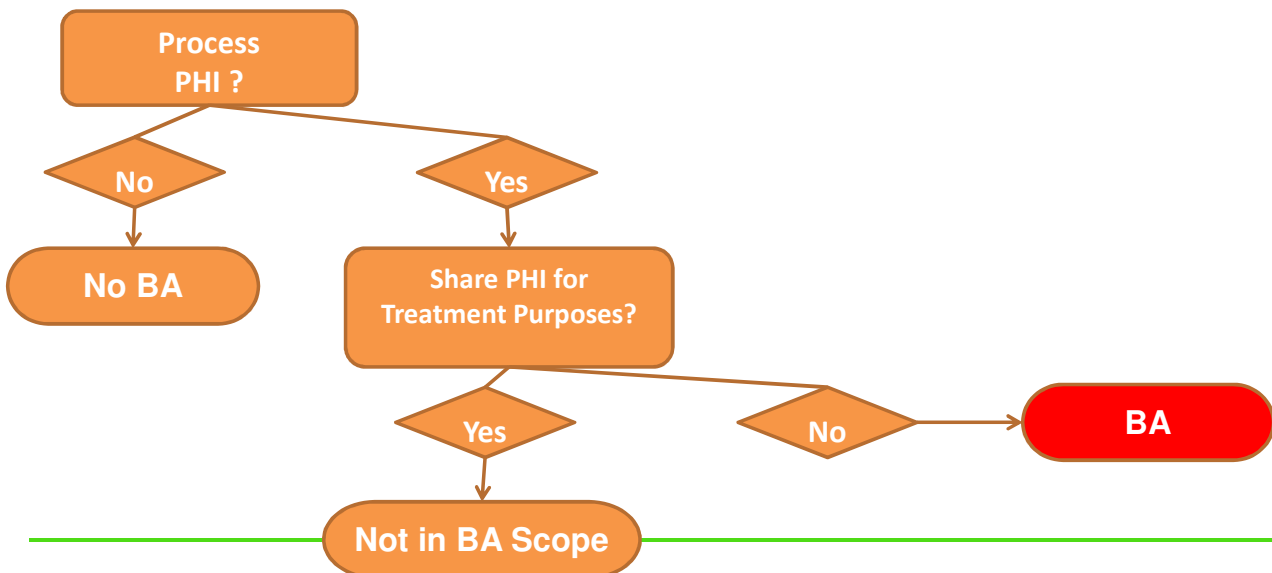 Process
PHI ?
No
Yes
No BA
Share PHI for
Treatment Purposes?
Yes
No
BA
Not in BA Scope